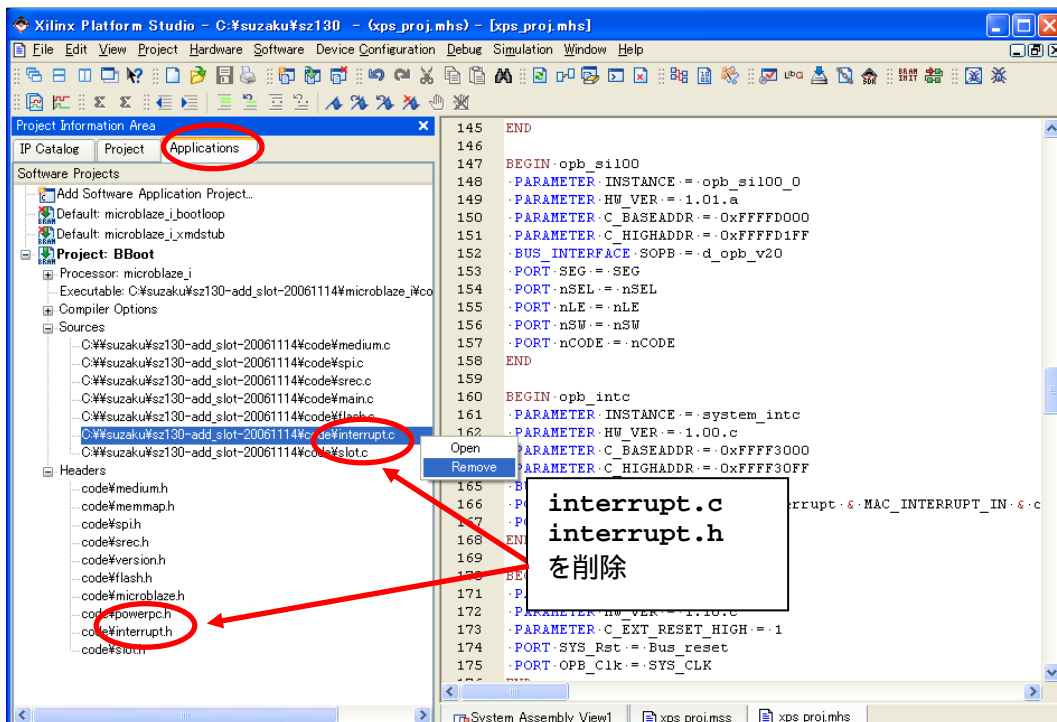 Xilinx Platform Studio - C:¥suzaku¥sz130 - (xps_proj.mhs) - [xps_proj.mhs]
File Edit View Project Hardware Software Device Configuration Debug Simulation Window Help
Project Information Area
IP Catalog Project Applications
Software Projects
Add Software Application Project...
Default: microblaze_i_bootloop
Default: microblaze_i_xmdstub
Project: BBoot
Processor: microblaze_i
Executable: C:¥suzaku¥sz130-add_slot-20061114¥microblaze_i¥co
Compiler Options
Sources
C:¥¥suzaku¥sz130-add_slot-20061114¥code¥medium.c
C:¥¥suzaku¥sz130-add_slot-20061114¥code¥spi.c
C:¥¥suzaku¥sz130-add_slot-20061114¥code¥srec.c
C:¥¥suzaku¥sz130-add_slot-20061114¥code¥main.c
C:¥¥suzaku¥sz130-add_slot-20061114¥code¥flash.c
C:¥¥suzaku¥sz130-add_slot-20061114¥code¥interrupt.c
C:¥¥suzaku¥sz130-add_slot-20061114¥code¥slot.c
Headers
code¥medium.h
code¥memmap.h
code¥spi.h
code¥srec.h
code¥version.h
code¥flash.h
code¥microblaze.h
code¥powerpc.h
code¥interrupt.h
code¥slot.h
Open
Remove
145 END
146
147 BEGIN·opb_sil00
148 ·PARAMETER·INSTANCE·=·opb_sil00_0
149 ·PARAMETER·HW_VER·=·1.01.a
150 ·PARAMETER·C_BASEADDR·=·0xFFFFD000
151 ·PARAMETER·C_HIGHADDR·=·0xFFFFD1FF
152 ·BUS_INTERFACE·SOPB·=·d_opb_v20
153 ·PORT·SEG·=·SEG
154 ·PORT·nSEL·=·nSEL
155 ·PORT·nLE·=·nLE
156 ·PORT·nSW·=·nSW
157 ·PORT·nCODE·=·nCODE
158 END
159
160 BEGIN·opb_intc
161 ·PARAMETER·INSTANCE·=·system_intc
162 ·PARAMETER·HW_VER·=·1.00.c
PARAMETER·C_BASEADDR·=·0xFFFF3000
PARAMETER·C_HIGHADDR·=·0xFFFF30FF
165 ·B
166 ·PO errupt·&·MAC_INTERRUPT_IN·&·c
167 ·P
168 EN
169
170 BE
171 ·P
172 ·PARAMETER·HW_VER·=·1.10.c
173 ·PARAMETER·C_EXT_RESET_HIGH·=·1
174 ·PORT·SYS_Rst·=·Bus_reset
175 ·PORT·OPB_Clk·=·SYS_CLK
interrupt.c
interrupt.h
を削除
System Assembly View1 xps_proj.mss xps_proj.mhs